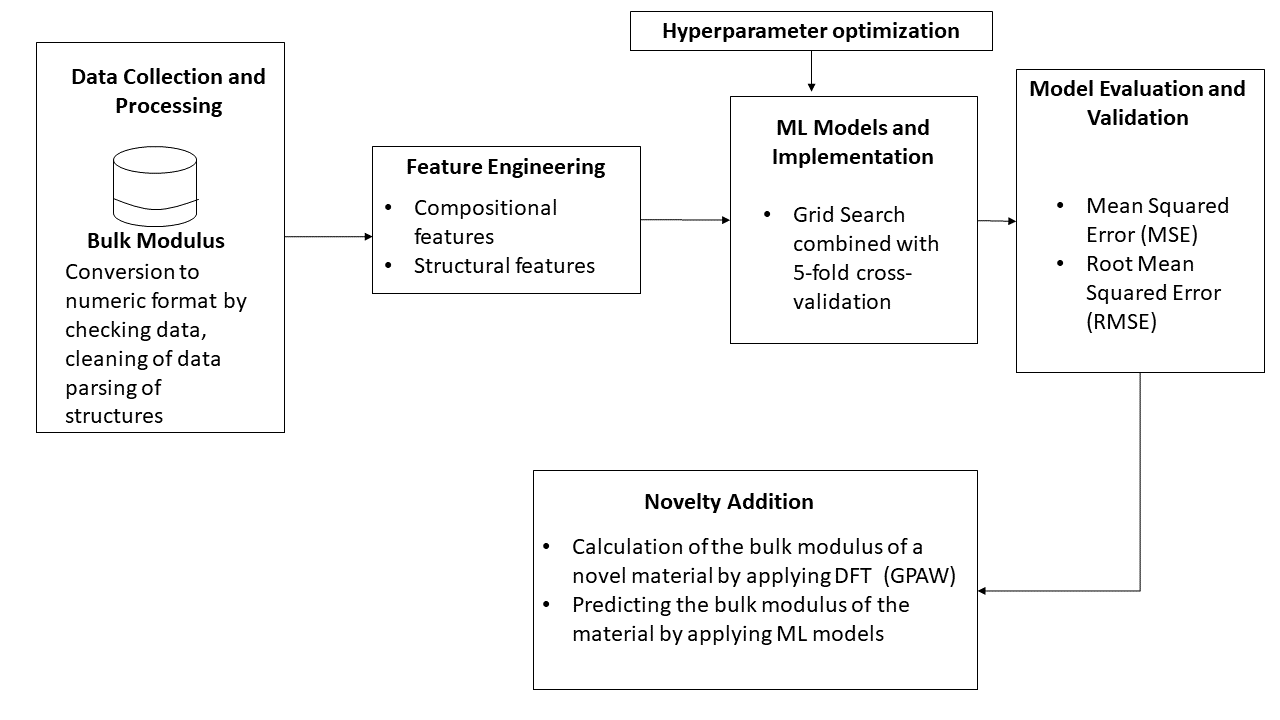 Data Collection and
Processing
Bulk Modulus
Conversion to
numeric format by
checking data,
cleaning of data
parsing of
structures
Feature Engineering
• Compositional
features
• Structural features
Hyperparameter optimization
ML Models and
Implementation
• Grid Search
combined with
5-fold cross-
validation
Model Evaluation and
Validation
• Mean Squared
Error (MSE)
• Root Mean
Squared Error
(RMSE)
Novelty Addition
• Calculation of the bulk modulus of a
novel material by applying DFT (GPAW)
• Predicting the bulk modulus of the
material by applying ML models